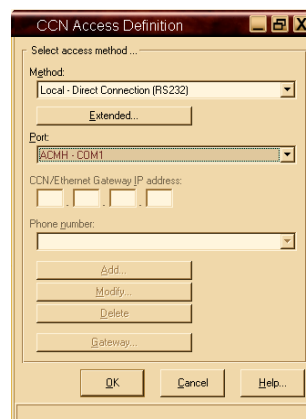 CCN Access Definition
Select access method ...
Method:
Local - Direct Connection (RS232)
Extended...
Port:
ACMH - COM1
CCN/Ethernet Gateway IP address:
. . .
Phone number:
Add...
Modify...
Delete
Gateway...
OK Cancel Help...